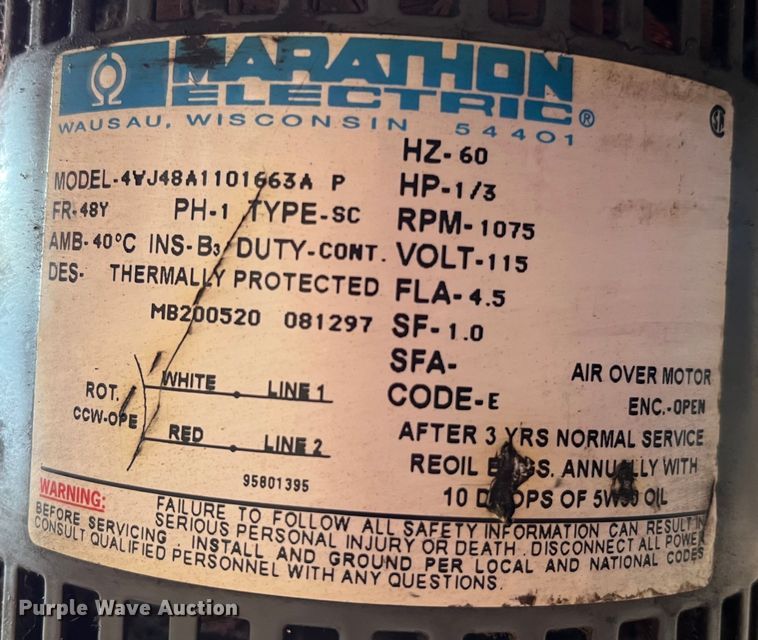 MARATHON
ELECTRIC®
WAUSAU, WISCONSIN 54401
HZ-60
MODEL-4VJ48A1101663A P
HP-1/3
FR-48Y PH-1 TYPE-SC
RPM-1075
AMB-40°C INS-B3 DUTY-CONT.
VOLT-115
DES- THERMALLY PROTECTED
FLA-4.5
MB200520 081297
SF-1.0
SFA-
AIR OVER MOTOR
ROT. WHITE LINE 1
CODE-E
ENC.-OPEN
CCW-OPE
AFTER 3 YRS NORMAL SERVICE
RED LINE 2
REOIL ANNUALLY WITH
95801395
10 DROPS OF 5W30 OIL
WARNING: FAILURE TO FOLLOW ALL SAFETY INFORMATION CAN RESULT IN
SERIOUS PERSONAL INJURY OR DEATH. DISCONNECT ALL POWER
BEFORE SERVICING. INSTALL AND GROUND PER LOCAL AND NATIONAL CODES
CONSULT QUALIFIED PERSONNEL WITH ANY QUESTIONS.
Purple Wave Auction